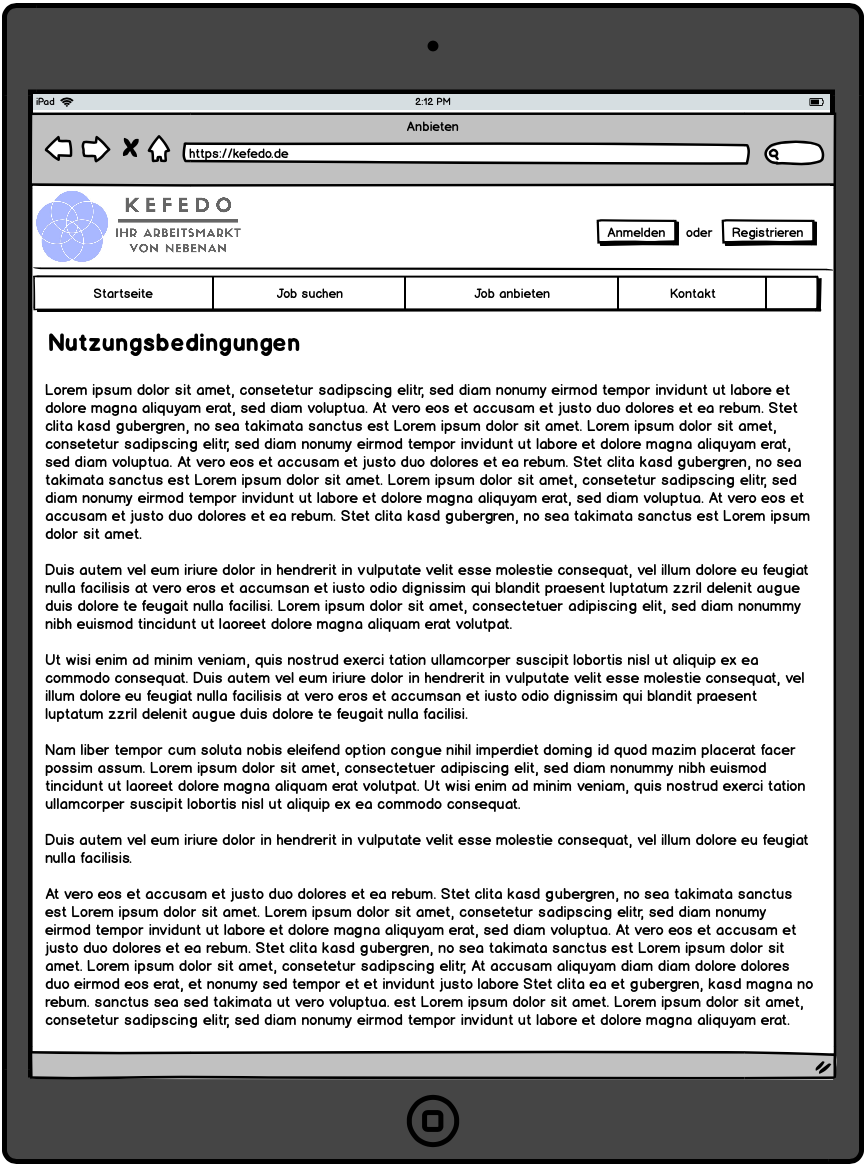 iPad
2:12 PM
Anbieten
https://kefedo.de
KEFEDO
IHR ARBEITSMARKT
VON NEBENAN
Anmelden oder Registrieren
Startseite Job suchen Job anbieten Kontakt
Nutzungsbedingungen
Lorem ipsum dolor sit amet, consetetur sadipscing elitr, sed diam nonumy eirmod tempor invidunt ut labore et
dolore magna aliquyam erat, sed diam voluptua. At vero eos et accusam et justo duo dolores et ea rebum. Stet
clita kasd gubergren, no sea takimata sanctus est Lorem ipsum dolor sit amet. Lorem ipsum dolor sit amet,
consetetur sadipscing elitr, sed diam nonumy eirmod tempor invidunt ut labore et dolore magna aliquyam erat,
sed diam voluptua. At vero eos et accusam et justo duo dolores et ea rebum. Stet clita kasd gubergren, no sea
takimata sanctus est Lorem ipsum dolor sit amet. Lorem ipsum dolor sit amet, consetetur sadipscing elitr, sed
diam nonumy eirmod tempor invidunt ut labore et dolore magna aliquyam erat, sed diam voluptua. At vero eos et
accusam et justo duo dolores et ea rebum. Stet clita kasd gubergren, no sea takimata sanctus est Lorem ipsum
dolor sit amet.
Duis autem vel eum iriure dolor in hendrerit in vulputate velit esse molestie consequat, vel illum dolore eu feugiat
nulla facilisis at vero eros et accumsan et iusto odio dignissim qui blandit praesent luptatum zzril delenit augue
duis dolore te feugait nulla facilisi. Lorem ipsum dolor sit amet, consectetuer adipiscing elit, sed diam nonummy
nibh euismod tincidunt ut laoreet dolore magna aliquam erat volutpat.
Ut wisi enim ad minim veniam, quis nostrud exerci tation ullamcorper suscipit lobortis nisl ut aliquip ex ea
commodo consequat. Duis autem vel eum iriure dolor in hendrerit in vulputate velit esse molestie consequat, vel
illum dolore eu feugiat nulla facilisis at vero eros et accumsan et iusto odio dignissim qui blandit praesent
luptatum zzril delenit augue duis dolore te feugait nulla facilisi.
Nam liber tempor cum soluta nobis eleifend option congue nihil imperdiet doming id quod mazim placerat facer
possim assum. Lorem ipsum dolor sit amet, consectetuer adipiscing elit, sed diam nonummy nibh euismod
tincidunt ut laoreet dolore magna aliquam erat volutpat. Ut wisi enim ad minim veniam, quis nostrud exerci tation
ullamcorper suscipit lobortis nisl ut aliquip ex ea commodo consequat.
Duis autem vel eum iriure dolor in hendrerit in vulputate velit esse molestie consequat, vel illum dolore eu feugiat
nulla facilisis.
At vero eos et accusam et justo duo dolores et ea rebum. Stet clita kasd gubergren, no sea takimata sanctus
est Lorem ipsum dolor sit amet. Lorem ipsum dolor sit amet, consetetur sadipscing elitr, sed diam nonumy
eirmod tempor invidunt ut labore et dolore magna aliquyam erat, sed diam voluptua. At vero eos et accusam et
justo duo dolores et ea rebum. Stet clita kasd gubergren, no sea takimata sanctus est Lorem ipsum dolor sit
amet. Lorem ipsum dolor sit amet, consetetur sadipscing elitr, At accusam aliquyam diam diam dolore dolores
duo eirmod eos erat, et nonumy sed tempor et et invidunt justo labore Stet clita ea et gubergren, kasd magna no
rebum. sanctus sea sed takimata ut vero voluptua. est Lorem ipsum dolor sit amet. Lorem ipsum dolor sit amet,
consetetur sadipscing elitr, sed diam nonumy eirmod tempor invidunt ut labore et dolore magna aliquyam erat.